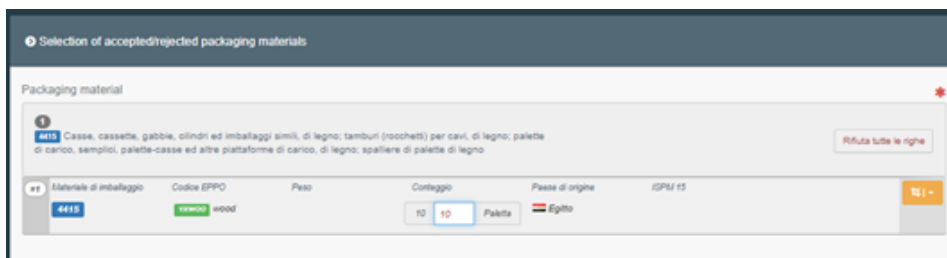 Selection of accepted/rejected packaging materials
Packaging material
1
4415 Casse, cassette, gabbie, cilindri ed imballaggi simili, di legno; tamburi (rocchetti) per cavi, di legno; palette
di carico, semplici, palette-casse ed altre piattaforme di carico, di legno; spalliere di palette di legno
Rifiuta tutte le righe
#1 Materiale di imballaggio Codice EPPO Peso Conteggio Paese di origine ISPM 15
4415 wood 10 10 Paletta Egitto